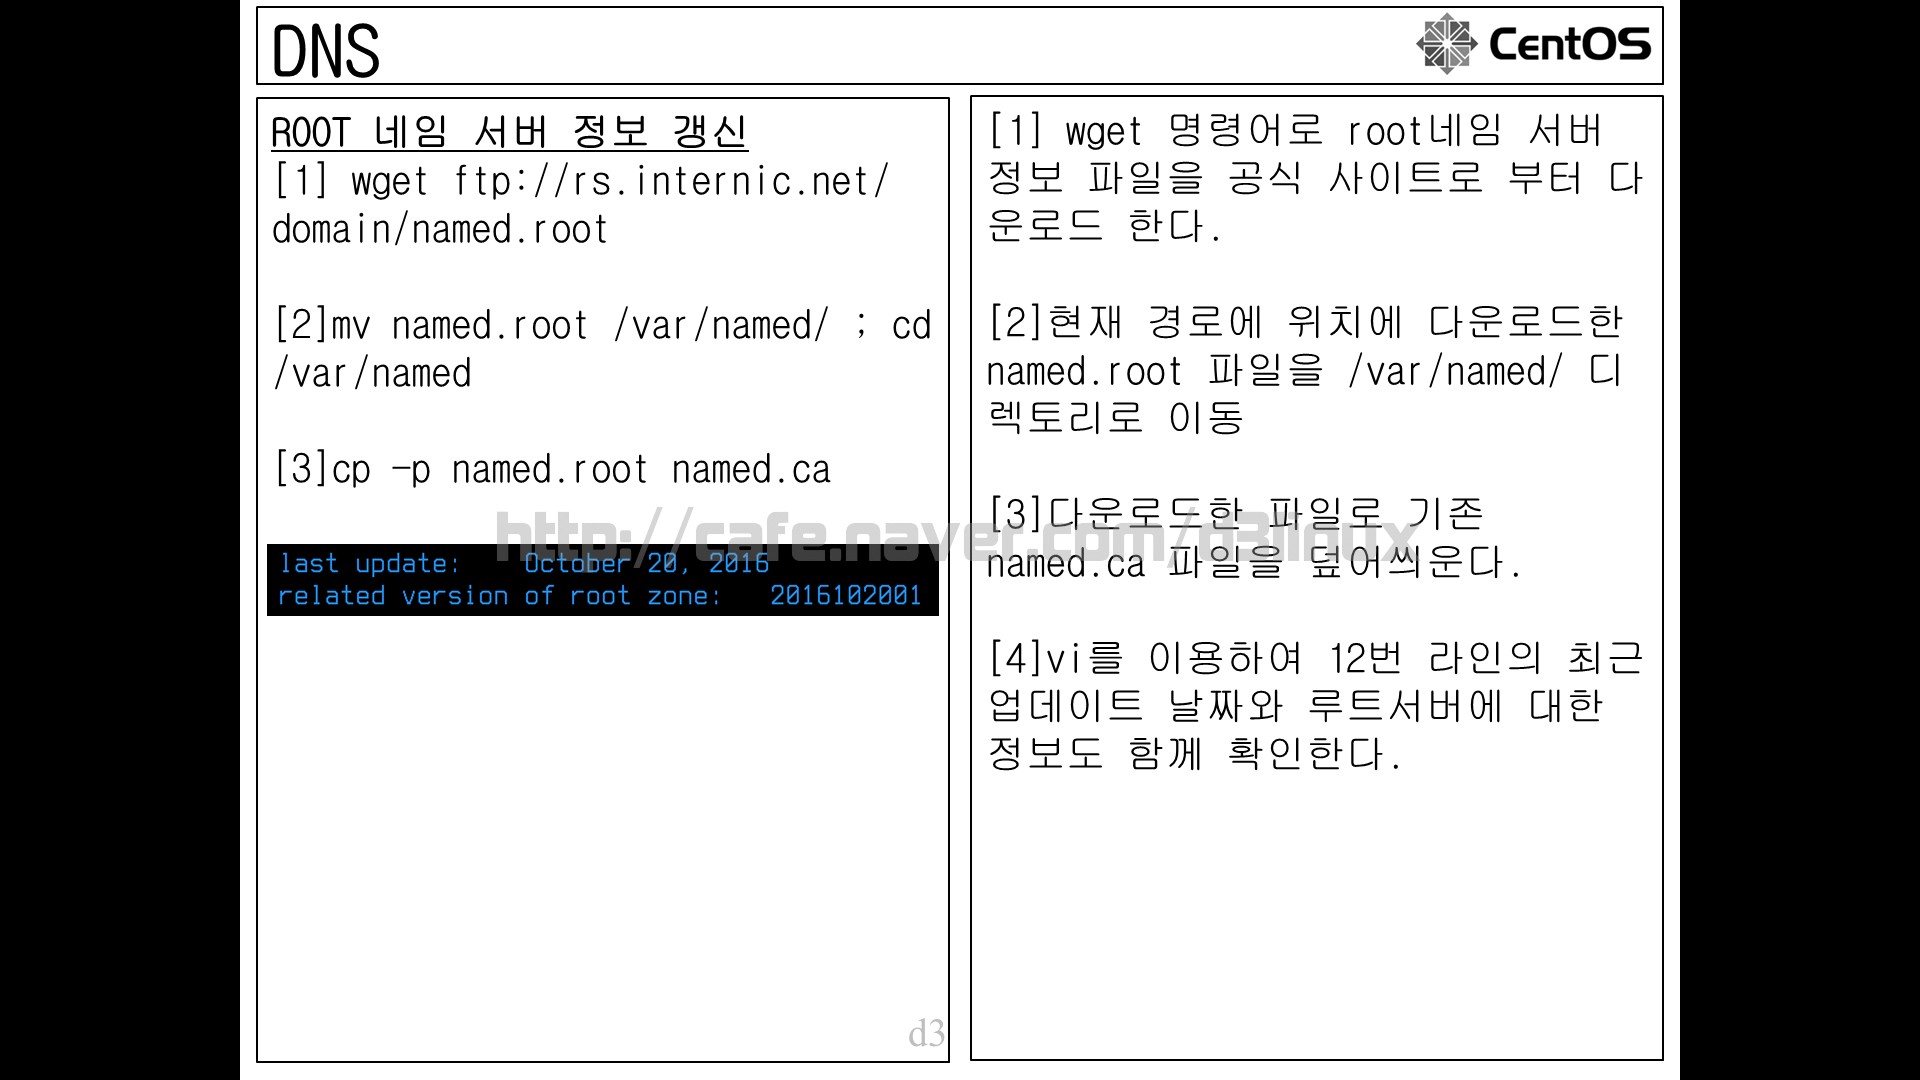 DNS
CentOS
ROOT 네임 서버 정보 갱신
[1] wget ftp://rs.internic.net/
domain/named.root
[2]mv named.root /var/named/ ; cd
/var/named
[3]cp -p named.root named.ca
last update:    October 20, 2016
related version of root zone:   2016102001
[1] wget 명령어로 root네임 서버
정보 파일을 공식 사이트로 부터 다
운로드 한다.
[2]현재 경로에 위치에 다운로드한
named.root 파일을 /var/named/ 디
렉토리로 이동
[3]다운로드한 파일로 기존
named.ca 파일을 덮어씌운다.
[4]vi를 이용하여 12번 라인의 최근
업데이트 날짜와 루트서버에 대한
정보도 함께 확인한다.
http://cafe.naver.com/d3linux
d3